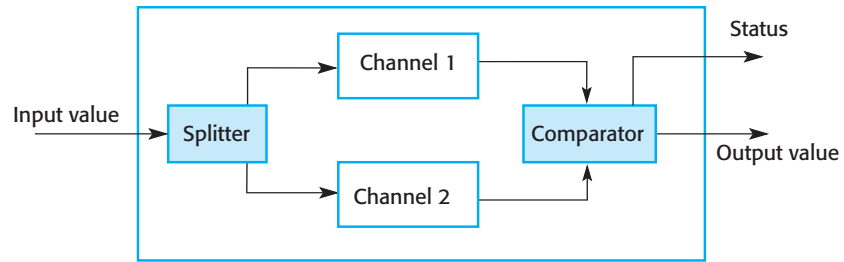 Status
Channel 1
Input value
Splitter
Comparator
Output value
Channel 2